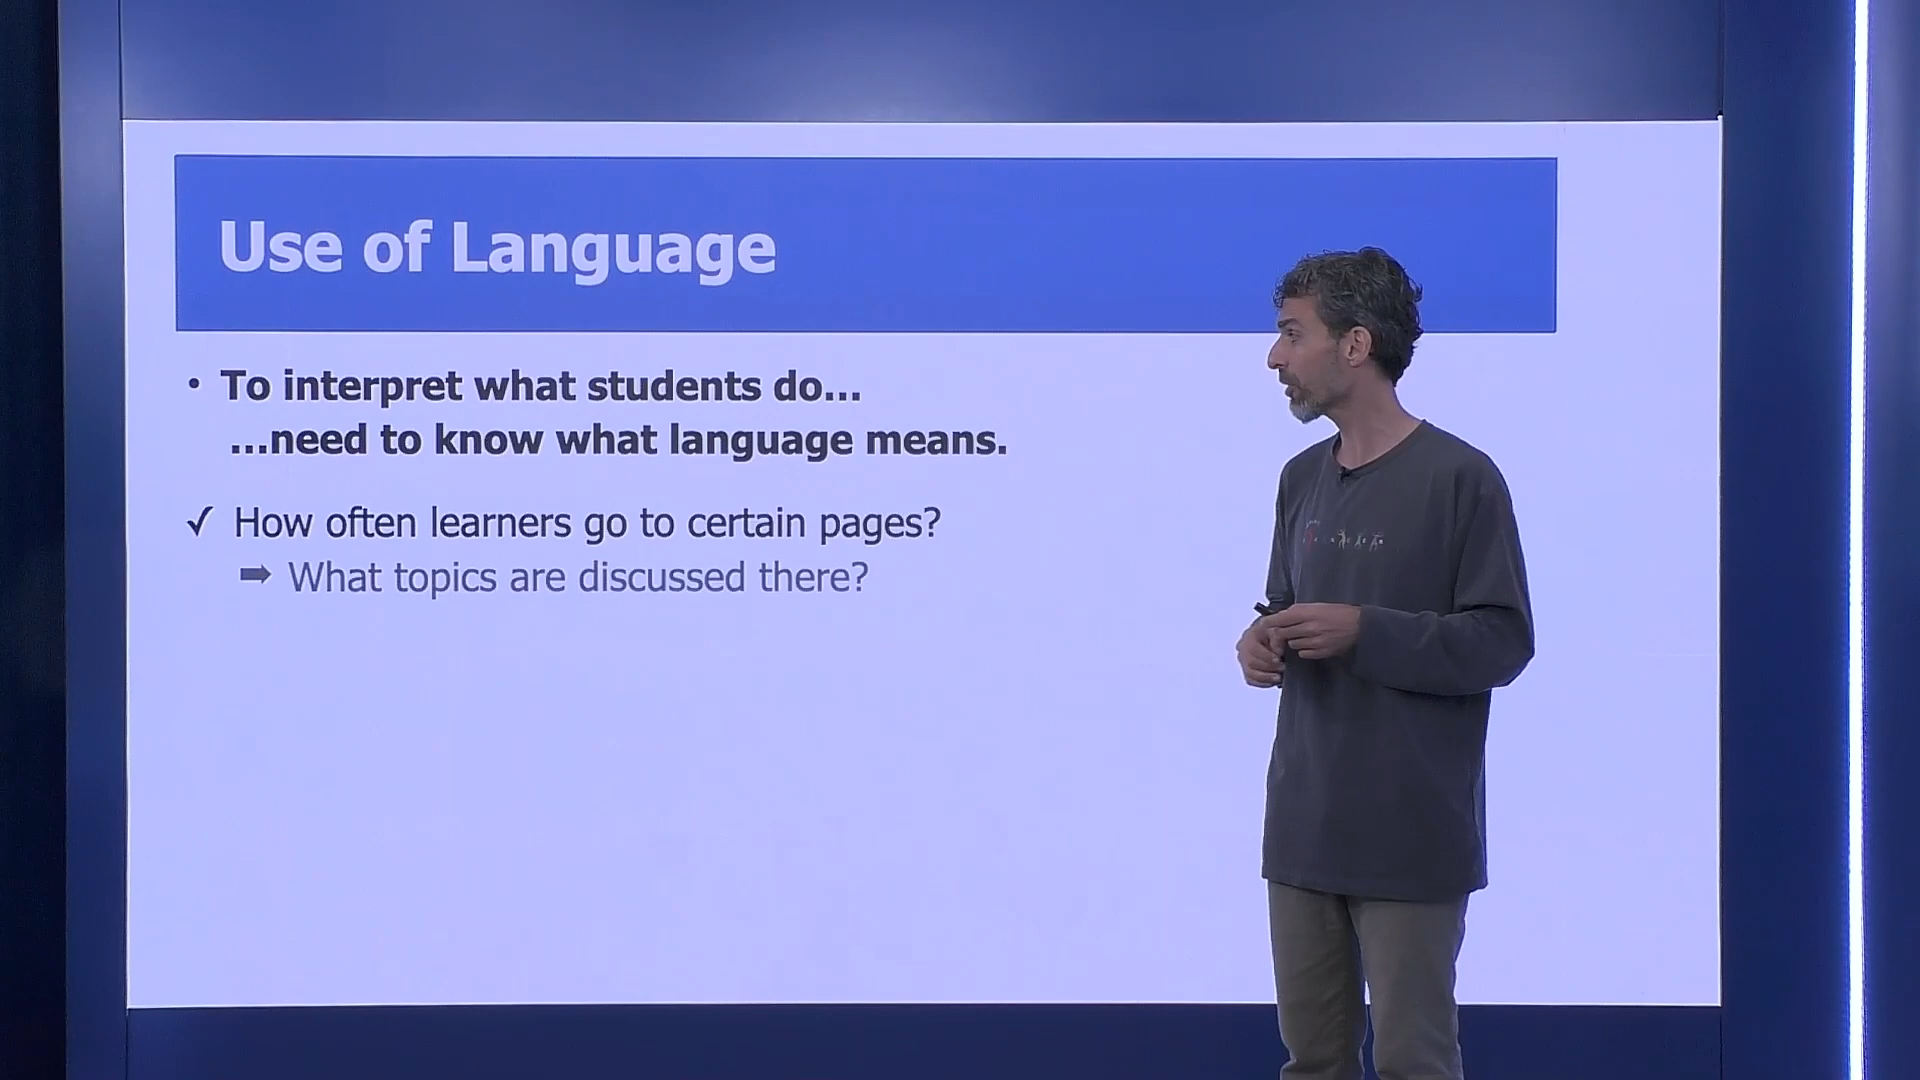 Use of Language
• To interpret what students do...
...need to know what language means.
✓ How often learners go to certain pages?
➡ What topics are discussed there?